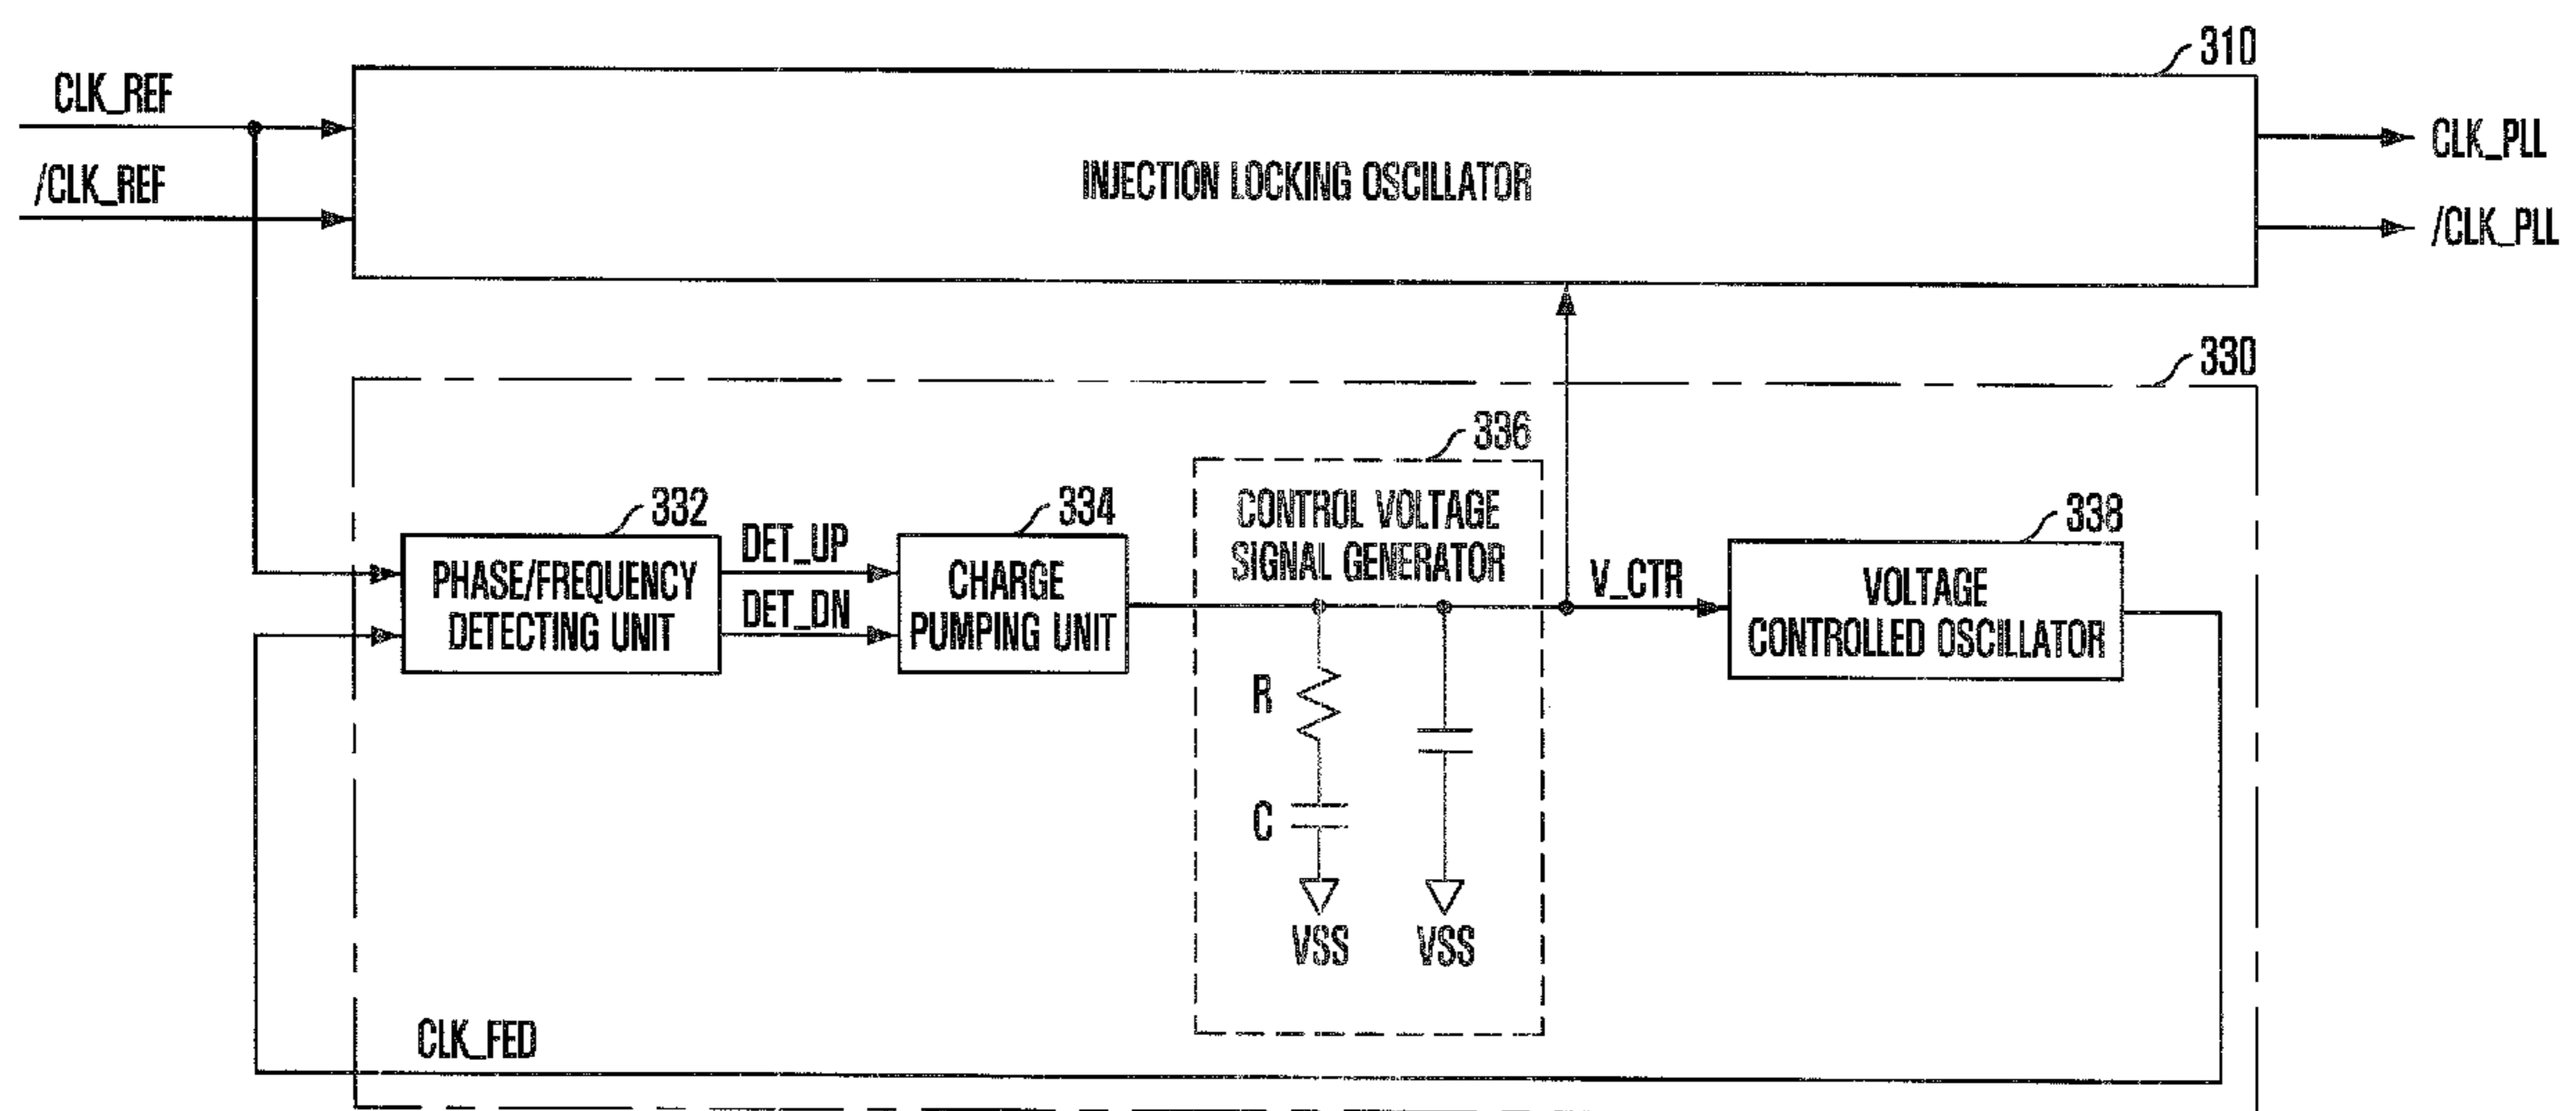 310
CLK_REF
/CLK_REF
INJECTION LOCKING OSCILLATOR
CLK_PLL
/CLK_PLL
330
336
CONTROL VOLTAGE
SIGNAL GENERATOR
332
PHASE/FREQUENCY
DETECTING UNIT
DET_UP
DET_DN
334
CHARGE
PUMPING UNIT
V_CTR
338
VOLTAGE
CONTROLLED OSCILLATOR
R
C
VSS
VSS
CLK_FED